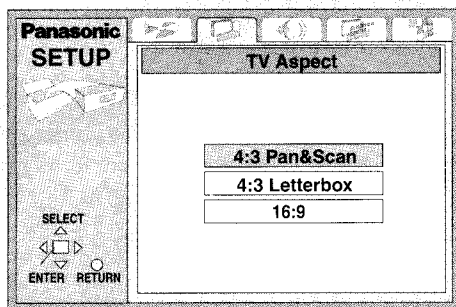 Panasonic
SETUP
TV Aspect
4:3 Pan&Scan
4:3 Letterbox
16:9
SELECT
ENTER RETURN